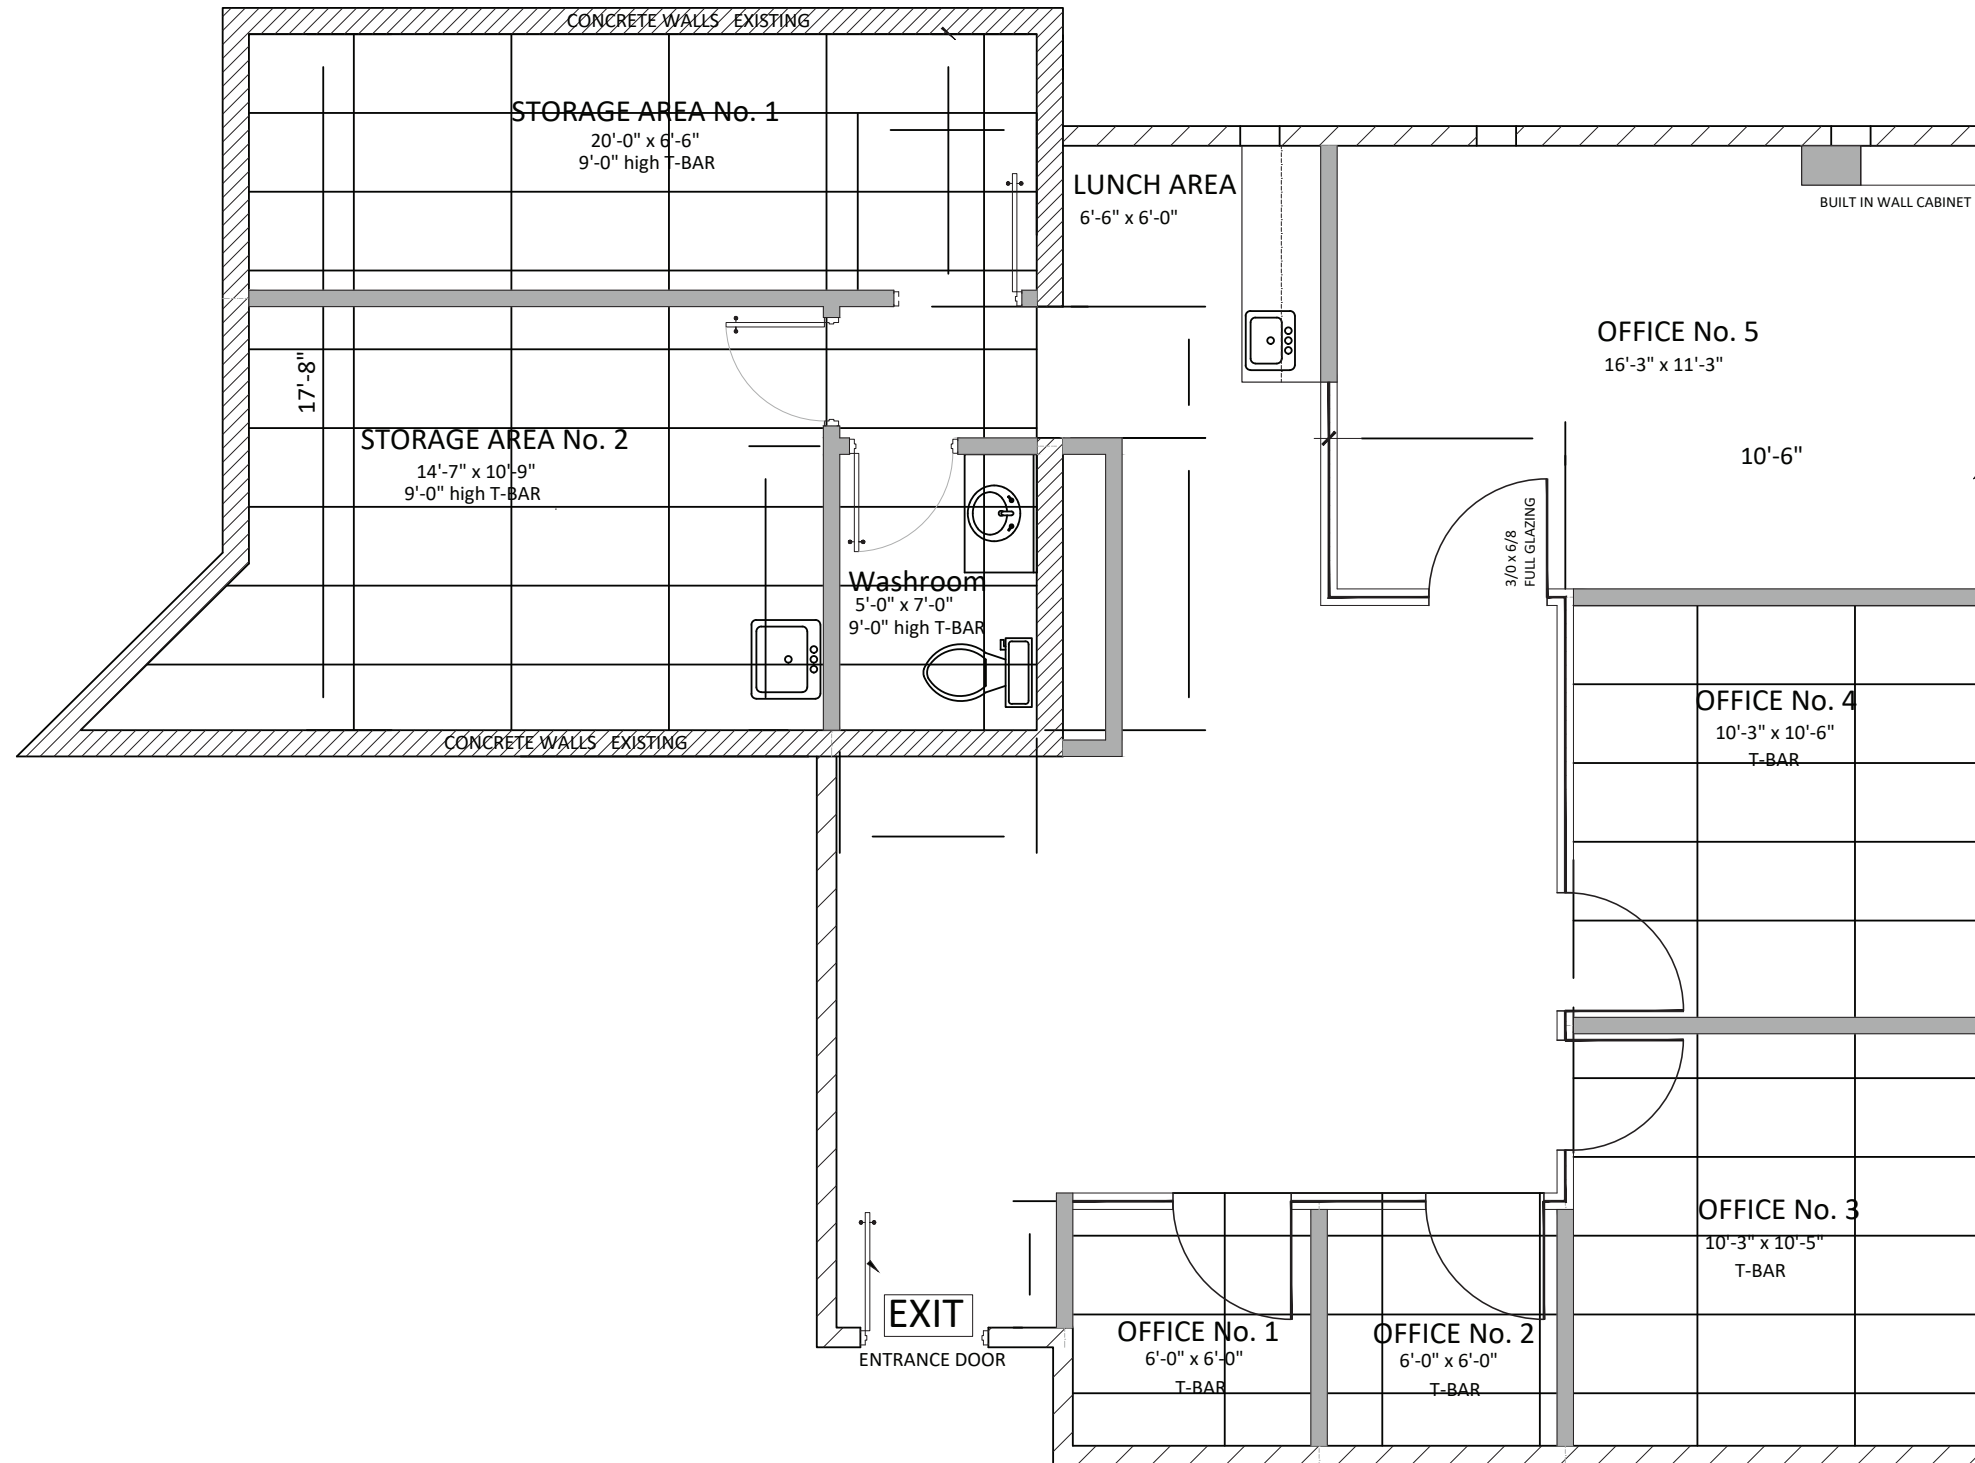 CONCRETE WALLS EXISTING
STORAGE AREA No. 1
20'-0" x 6'-6"
9'-0" high T-BAR
LUNCH AREA
6'-6" x 6'-0"
BUILT IN WALL CABINET
OFFICE No. 5
16'-3" x 11'-3"
17'-8"
STORAGE AREA No. 2
14'-7" x 10'-9"
9'-0" high T-BAR
10'-6"
3/0 x 6/8
FULL GLAZING
Washroom
5'-0" x 7'-0"
9'-0" high T-BAR
OFFICE No. 4
10'-3" x 10'-6"
T-BAR
CONCRETE WALLS EXISTING
OFFICE No. 3
10'-3" x 10'-5"
T-BAR
EXIT
ENTRANCE DOOR
OFFICE No. 1
6'-0" x 6'-0"
T-BAR
OFFICE No. 2
6'-0" x 6'-0"
T-BAR